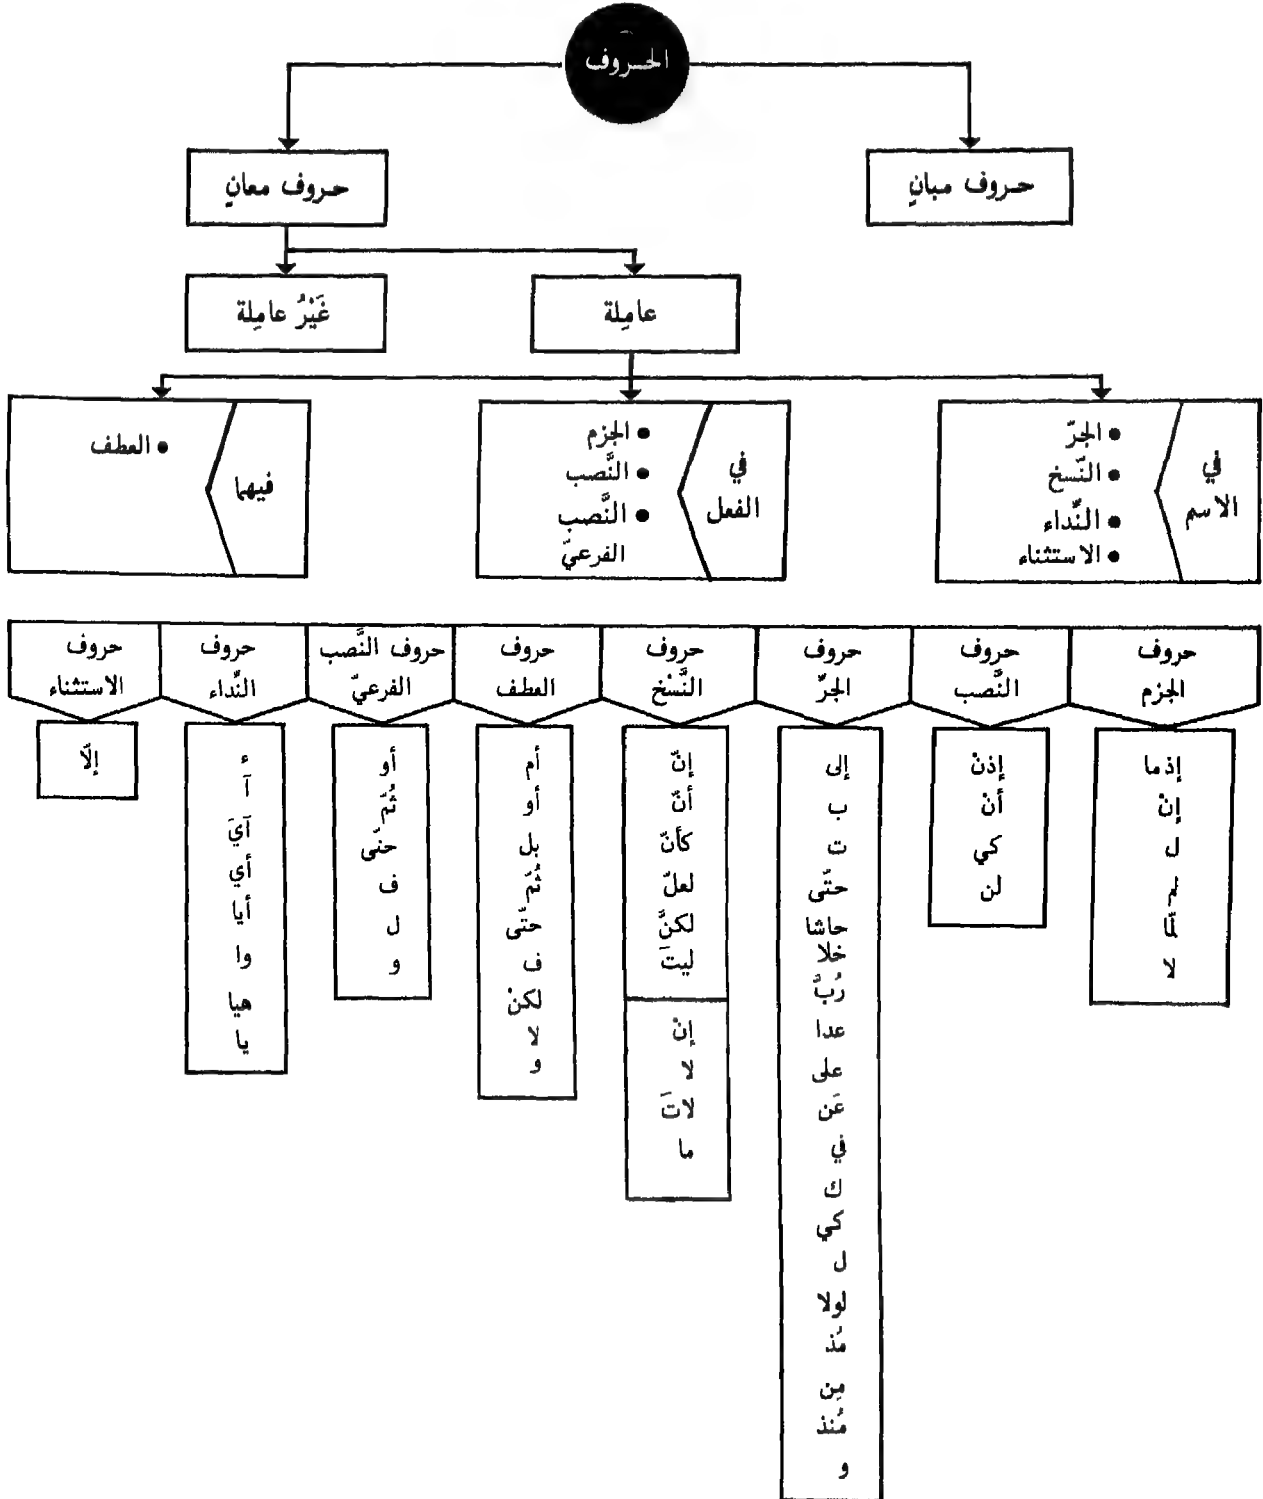 الحروف
حروف مبانٍ
حروف معانٍ
عامِلة
غَيْرُ عامِلة
في
الاسم
• الجرّ
• النّسخ
• النِّداء
• الاستثناء
في
الفعل
• الجزم
• النَّصب
• النَّصب
الفرعيّ
فيهما
• العطف
حروف
الجزم
إذما
إنْ
ل
لم
لمّا
لا
حروف
النَّصب
إذنْ
أنْ
كي
لن
حروف
الجرّ
إلى
ب
ت
حتّى
حاشا
خلا
رُبَّ
عدا
على
عَن
في
ك
كي
ل
لولا
مُذ
مِن
مُنذ
و
حروف
النَّسْخ
إنّ
أنّ
كأنّ
لعلّ
لكنَّ
ليتَ
إنْ
لا
لاتَ
ما
حروف
العطف
أم
أو
بل
ثُمّ
حتّى
ف
لكنْ
لا
و
حروف النَّصب
الفرعيّ
أو
ثُمّ
حتّى
ف
ل
و
حروف
النِّداء
ء
آ
آيَ
أي
أيا
وا
هيا
يا
حروف
الاستثناء
إلّا